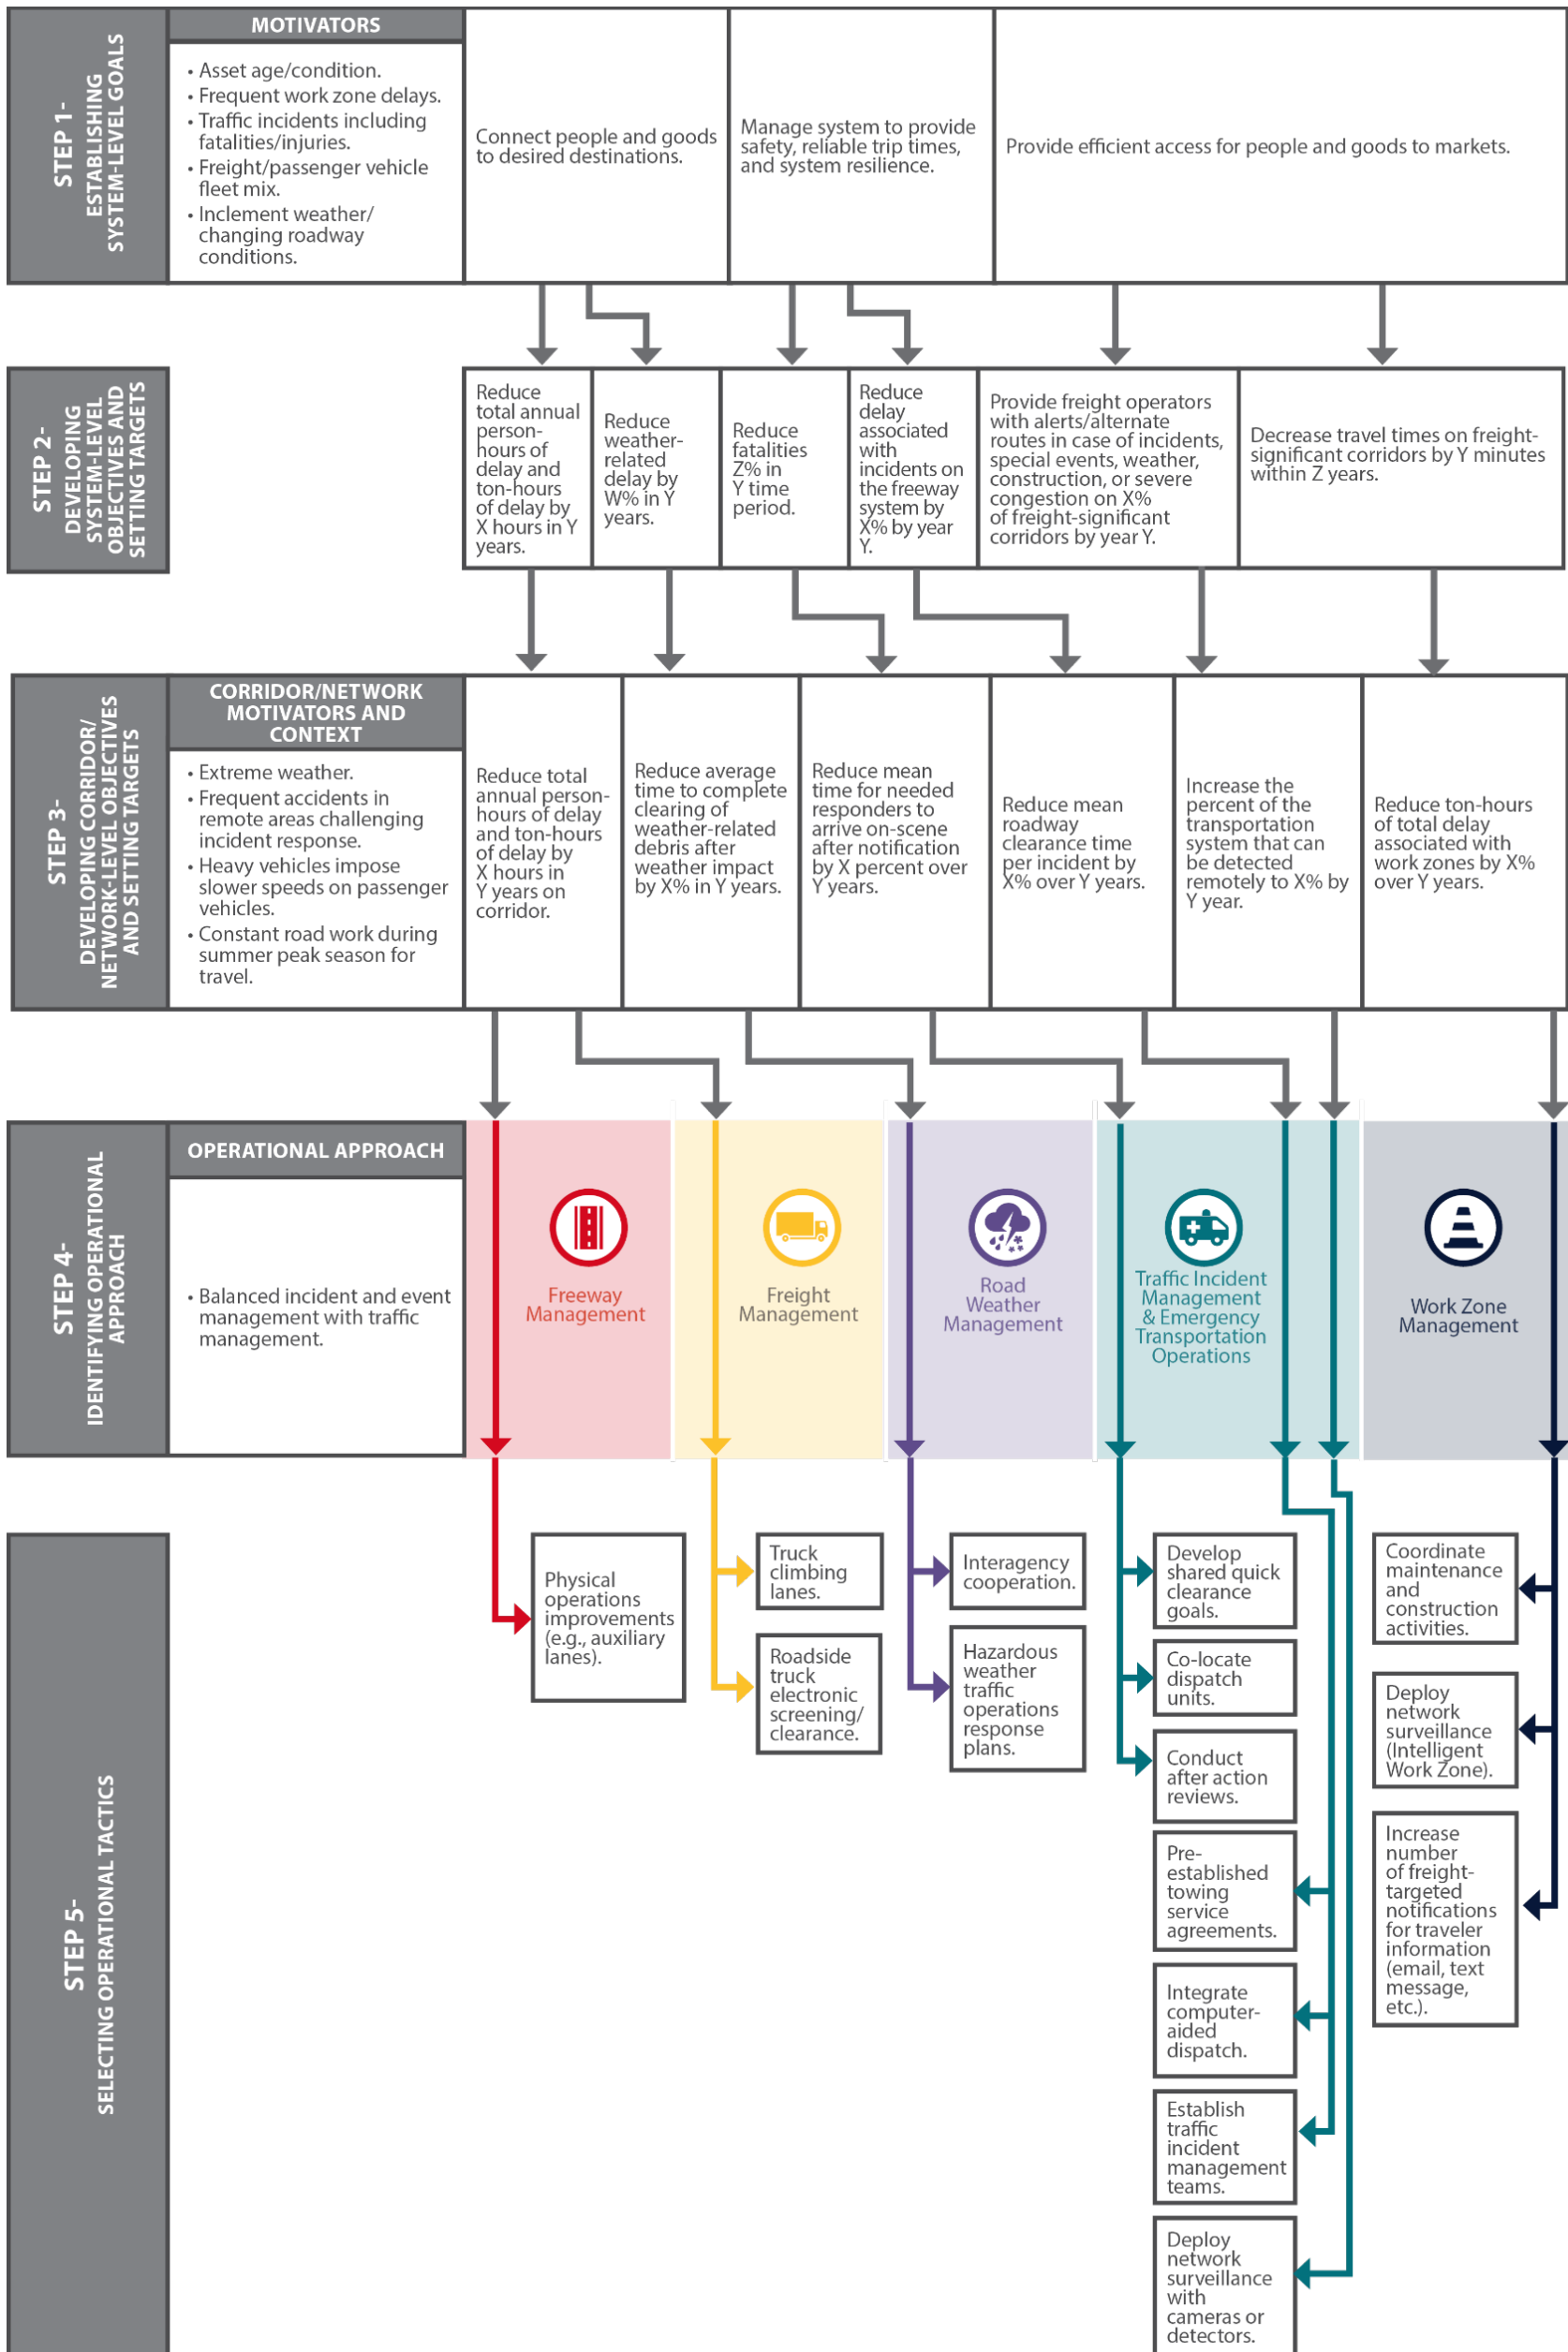 STEP 1-
ESTABLISHING
SYSTEM-LEVEL GOALS
MOTIVATORS
• Asset age/condition.
• Frequent work zone delays.
• Traffic incidents including
fatalities/injuries.
• Freight/passenger vehicle
fleet mix.
• Inclement weather/
changing roadway
conditions.
Connect people and goods
to desired destinations.
Manage system to provide
safety, reliable trip times,
and system resilience.
Provide efficient access for people and goods to markets.
STEP 2-
DEVELOPING
SYSTEM-LEVEL
OBJECTIVES AND
SETTING TARGETS
Reduce
total annual
person-
hours of
delay and
ton-hours
of delay by
X hours in Y
years.
Reduce
weather-
related
delay by
W% in Y
years.
Reduce
fatalities
Z% in
Y time
period.
Reduce
delay
associated
with
incidents on
the freeway
system by
X% by year
Y.
Provide freight operators
with alerts/alternate
routes in case of incidents,
special events, weather,
construction, or severe
congestion on X%
of freight-significant
corridors by year Y.
Decrease travel times on freight-
significant corridors by Y minutes
within Z years.
STEP 3-
DEVELOPING CORRIDOR/
NETWORK-LEVEL OBJECTIVES
AND SETTING TARGETS
CORRIDOR/NETWORK
MOTIVATORS AND
CONTEXT
• Extreme weather.
• Frequent accidents in
remote areas challenging
incident response.
• Heavy vehicles impose
slower speeds on passenger
vehicles.
• Constant road work during
summer peak season for
travel.
Reduce total
annual person-
hours of delay
and ton-hours
of delay by
X hours in
Y years on
corridor.
Reduce average
time to complete
clearing of
weather-related
debris after
weather impact
by X% in Y years.
Reduce mean
time for needed
responders to
arrive on-scene
after notification
by X percent over
Y years.
Reduce mean
roadway
clearance time
per incident by
X% over Y years.
Increase the
percent of the
transportation
system that can
be detected
remotely to X% by
Y year.
Reduce ton-hours
of total delay
associated with
work zones by X%
over Y years.
STEP 4-
IDENTIFYING OPERATIONAL
APPROACH
OPERATIONAL APPROACH
• Balanced incident and event
management with traffic
management.
Freeway
Management
Freight
Management
Road
Weather
Management
Traffic Incident
Management
& Emergency
Transportation
Operations
Work Zone
Management
STEP 5-
SELECTING OPERATIONAL TACTICS
Physical
operations
improvements
(e.g., auxiliary
lanes).
Truck
climbing
lanes.
Roadside
truck
electronic
screening/
clearance.
Interagency
cooperation.
Hazardous
weather
traffic
operations
response
plans.
Develop
shared quick
clearance
goals.
Co-locate
dispatch
units.
Conduct
after action
reviews.
Pre-
established
towing
service
agreements.
Integrate
computer-
aided
dispatch.
Establish
traffic
incident
management
teams.
Deploy
network
surveillance
with
cameras or
detectors.
Coordinate
maintenance
and
construction
activities.
Deploy
network
surveillance
(Intelligent
Work Zone).
Increase
number
of freight-
targeted
notifications
for traveler
information
(email, text
message,
etc.).